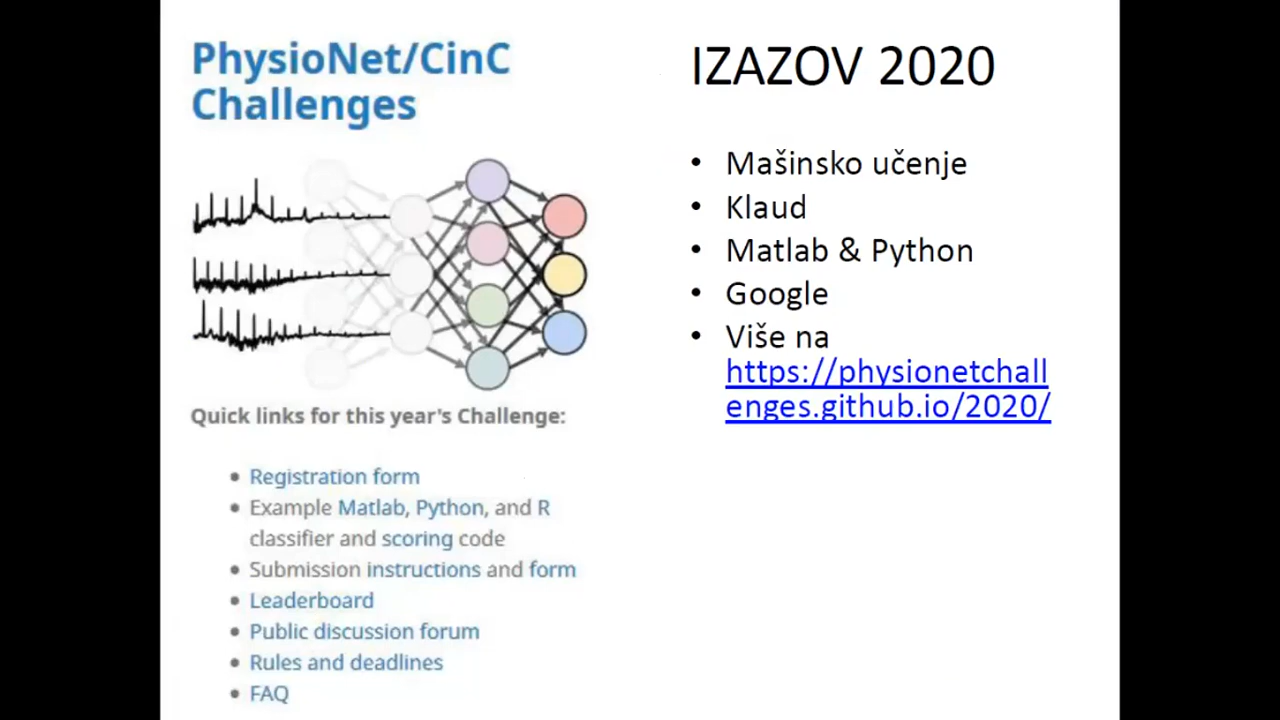 PhysioNet/CinC
Challenges
Quick links for this year's Challenge:
• Registration form
• Example Matlab, Python, and R
classifier and scoring code
• Submission instructions and form
• Leaderboard
• Public discussion forum
• Rules and deadlines
• FAQ
IZAZOV 2020
• Mašinsko učenje
• Klaud
• Matlab & Python
• Google
• Više na
https://physionetchall
enges.github.io/2020/